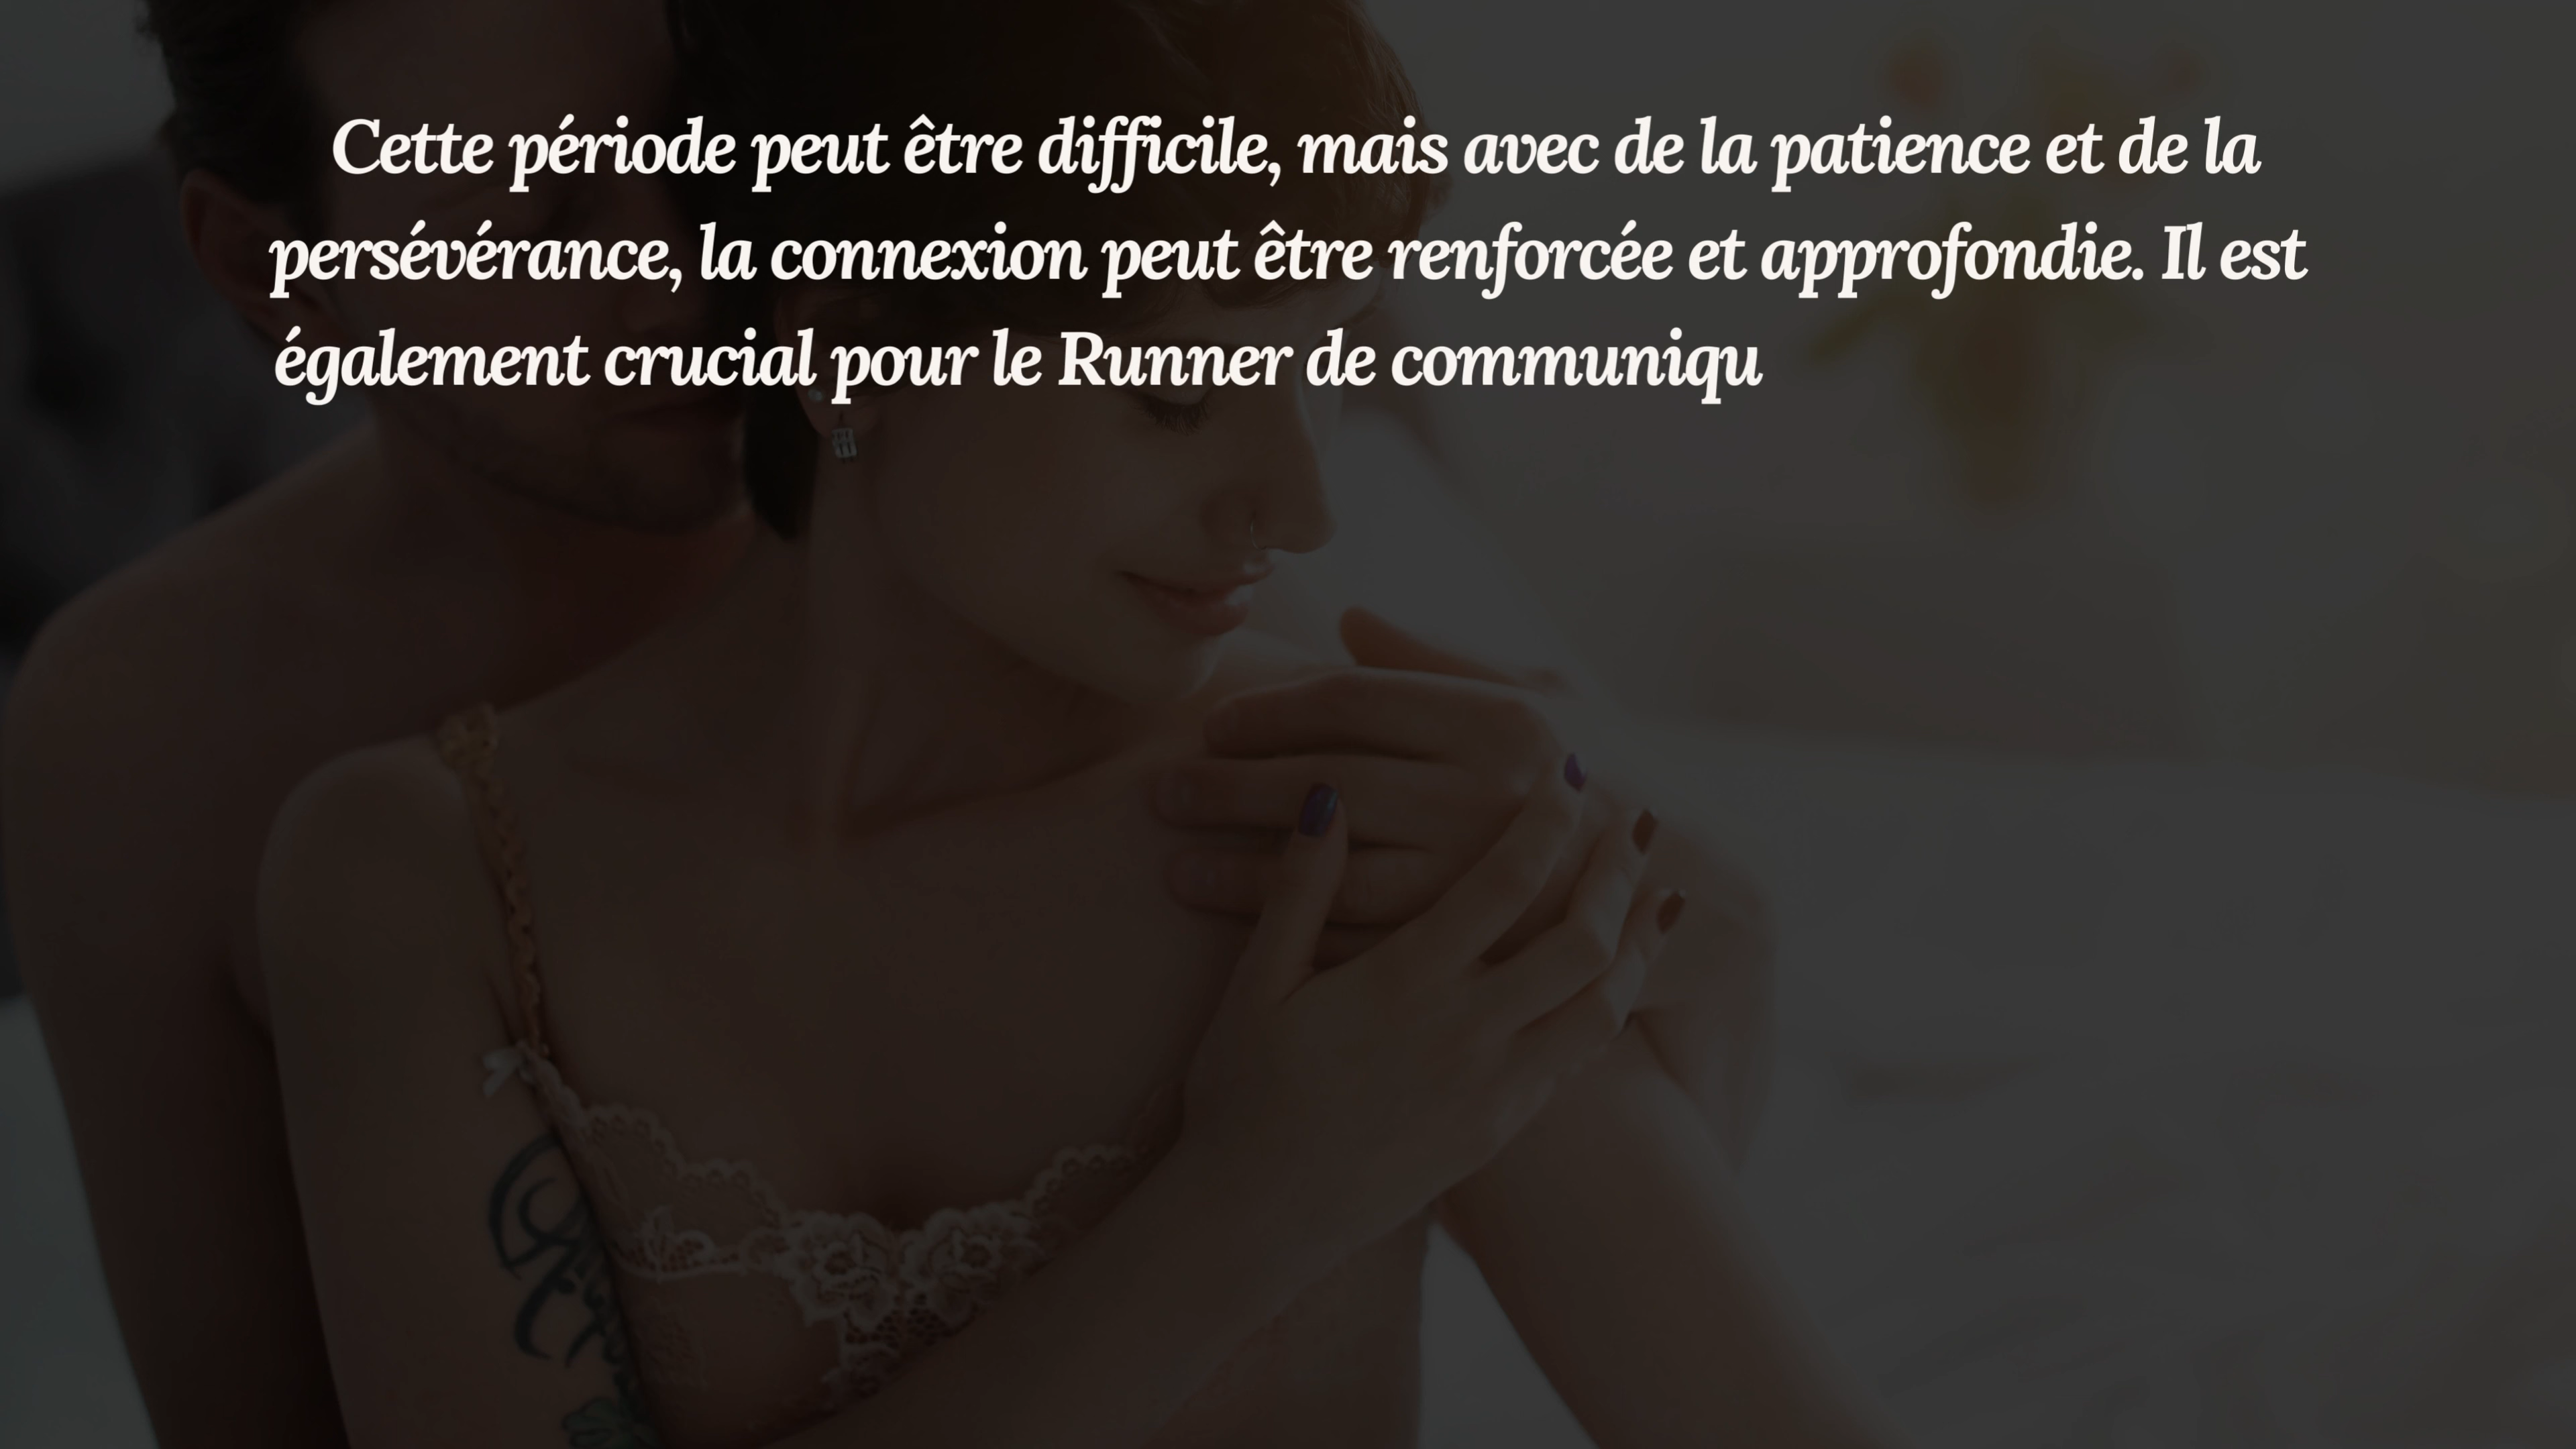 Cette période peut être difficile, mais avec de la patience et de la
persévérance, la connexion peut être renforcée et approfondie. Il est
également crucial pour le Runner de communiqu